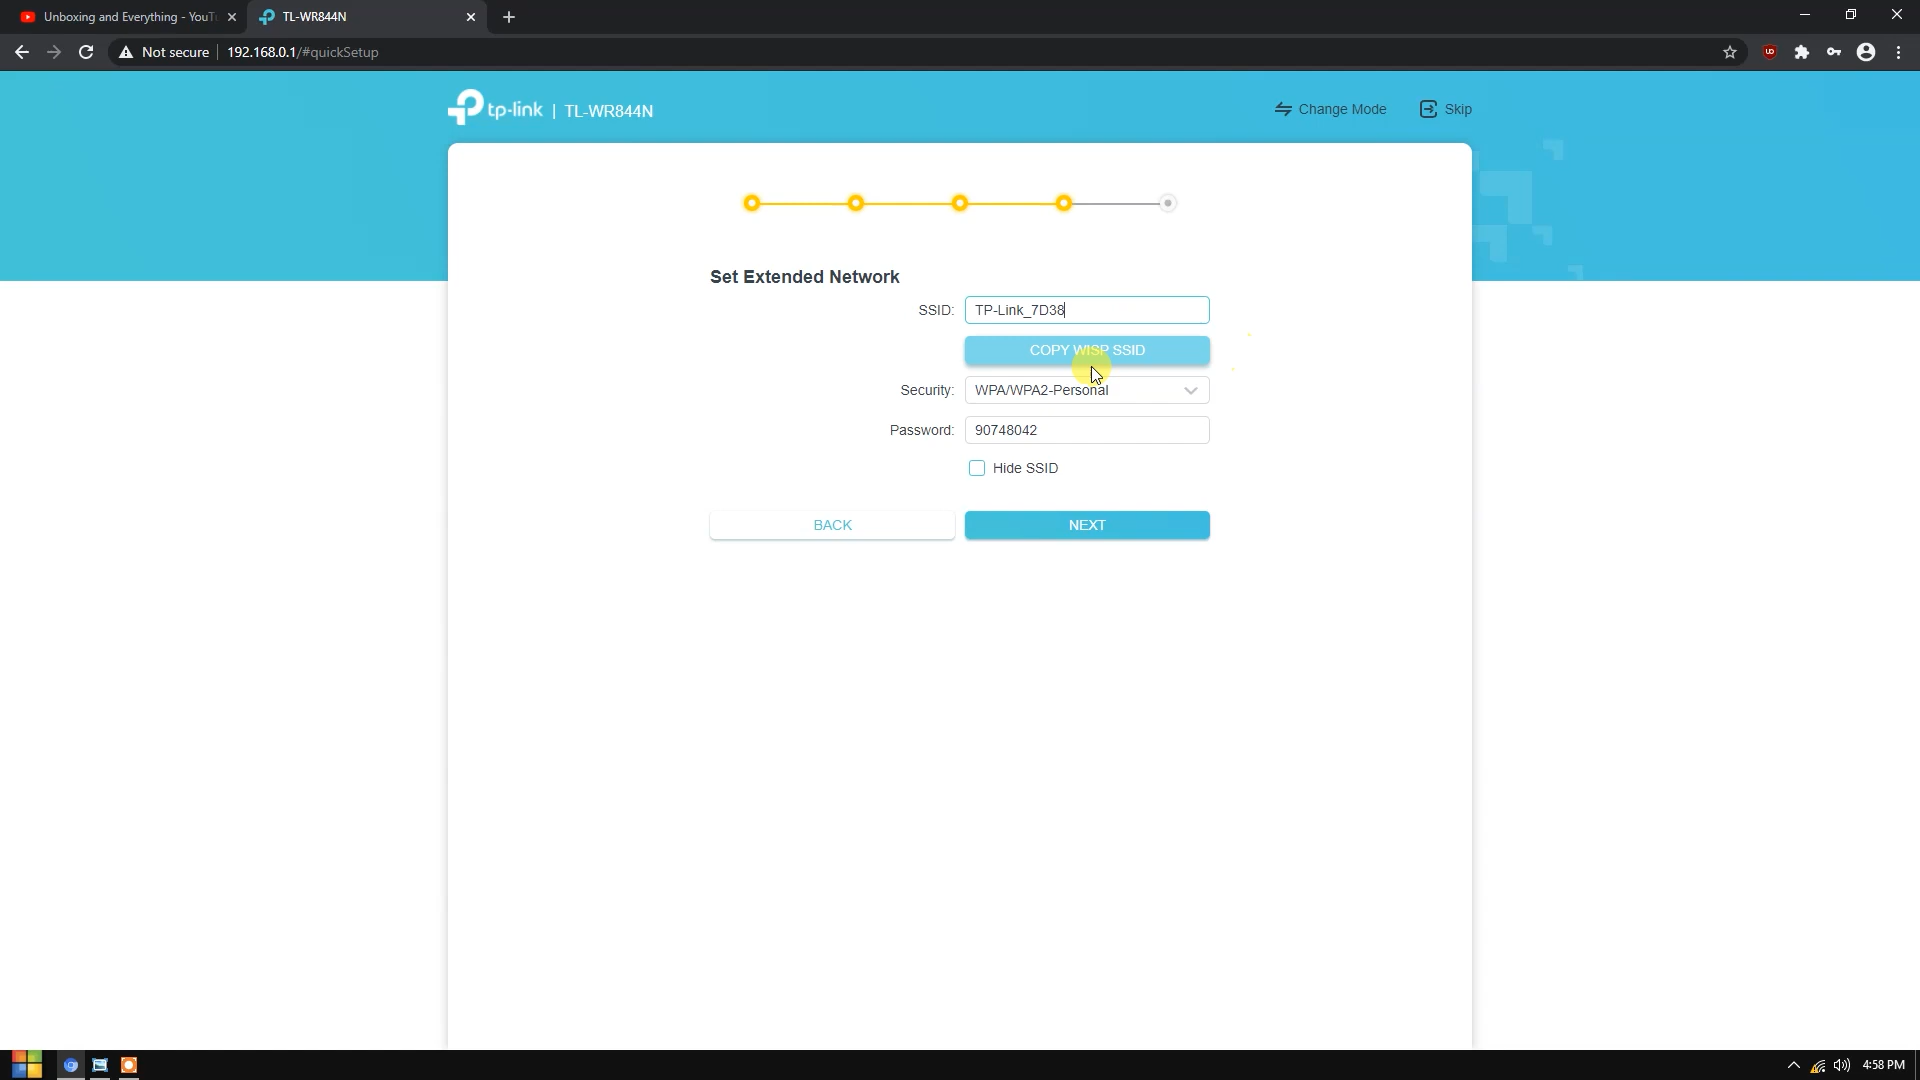 Unboxing and Everything - YouT
TL-WR844N
Not secure
192.168.0.1/#quickSetup
tp-link | TL-WR844N
Change Mode
Skip
Set Extended Network
SSID: TP-Link_7D38
COPY WISP SSID
Security: WPA/WPA2-Personal
Password: 90748042
Hide SSID
BACK
NEXT
4:58 PM